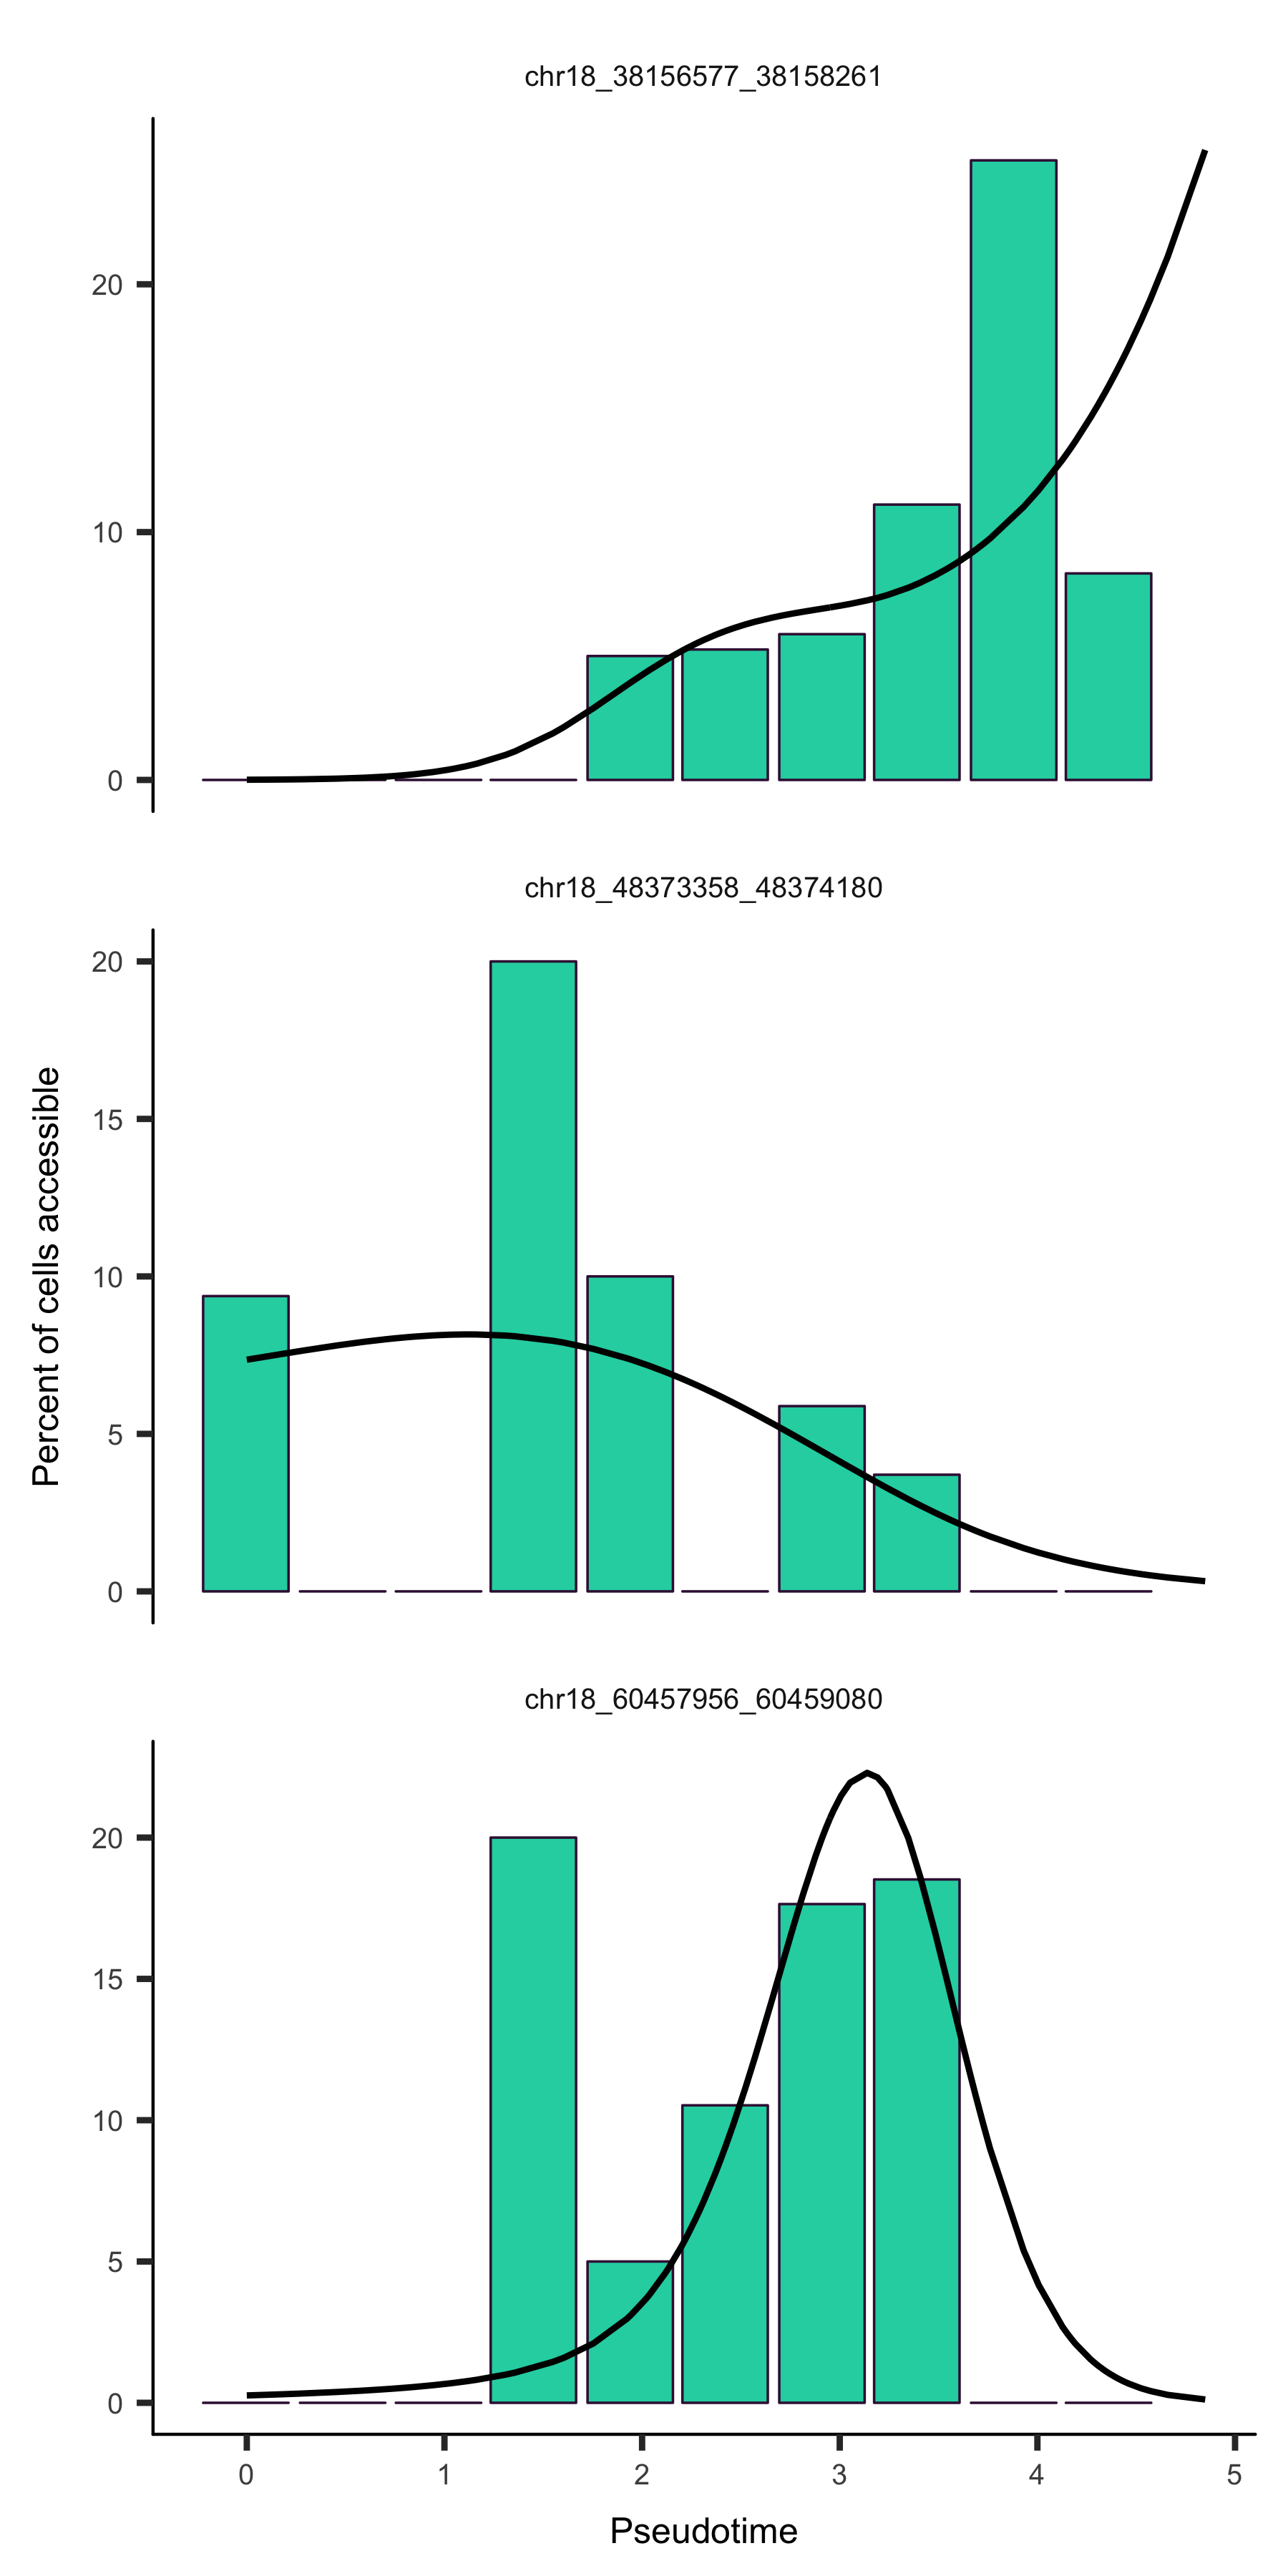 chr18_38156577_38158261
20
10
0
chr18_48373358_48374180
20
15
10
5
0
Percent of cells accessible
chr18_60457956_60459080
20
15
10
5
0
0 1 2 3 4 5
Pseudotime